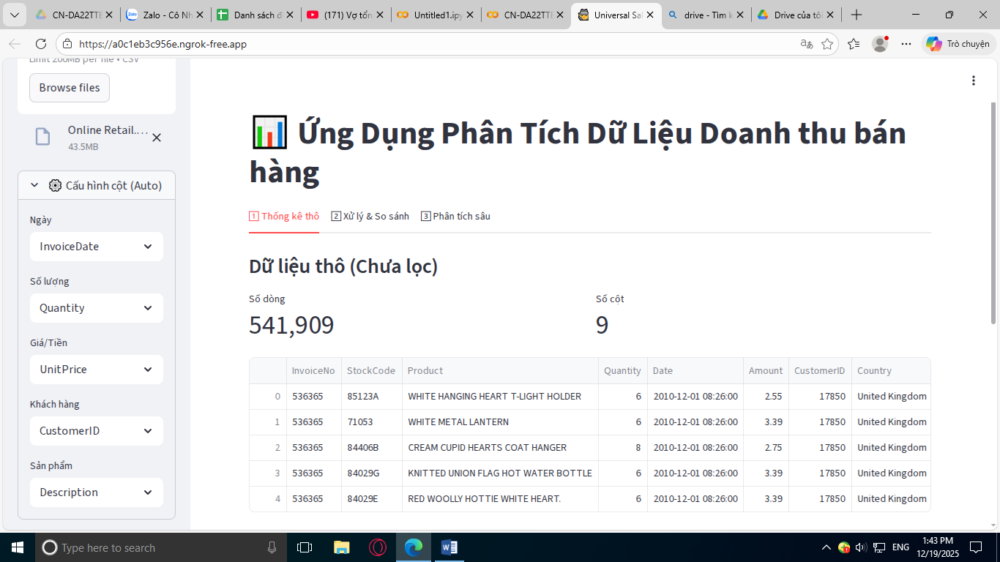 CN-DA22TTE
Zalo - Cô Nh
Danh sách đ
(171) Vợ tổn
Untitled1.ipy
CN-DA22TTE
Universal Sal
drive - Tìm k
Drive của tôi
https://a0c1eb3c956e.ngrok-free.app
Trò chuyện
Limit 200MB per file • CSV
Browse files
Online Retail....
43.5MB
Cấu hình cột (Auto)
Ngày
InvoiceDate
Số lượng
Quantity
Giá/Tiền
UnitPrice
Khách hàng
CustomerID
Sản phẩm
Description
Ứng Dụng Phân Tích Dữ Liệu Doanh thu bán
hàng
1 Thống kê thô 2 Xử lý & So sánh 3 Phân tích sâu
Dữ liệu thô (Chưa lọc)
Số dòng Số cột
541,909 9
InvoiceNo StockCode Product Quantity Date Amount CustomerID Country
0 536365 85123A WHITE HANGING HEART T-LIGHT HOLDER 6 2010-12-01 08:26:00 2.55 17850 United Kingdom
1 536365 71053 WHITE METAL LANTERN 6 2010-12-01 08:26:00 3.39 17850 United Kingdom
2 536365 84406B CREAM CUPID HEARTS COAT HANGER 8 2010-12-01 08:26:00 2.75 17850 United Kingdom
3 536365 84029G KNITTED UNION FLAG HOT WATER BOTTLE 6 2010-12-01 08:26:00 3.39 17850 United Kingdom
4 536365 84029E RED WOOLLY HOTTIE WHITE HEART. 6 2010-12-01 08:26:00 3.39 17850 United Kingdom
Type here to search
ENG
1:43 PM
12/19/2025